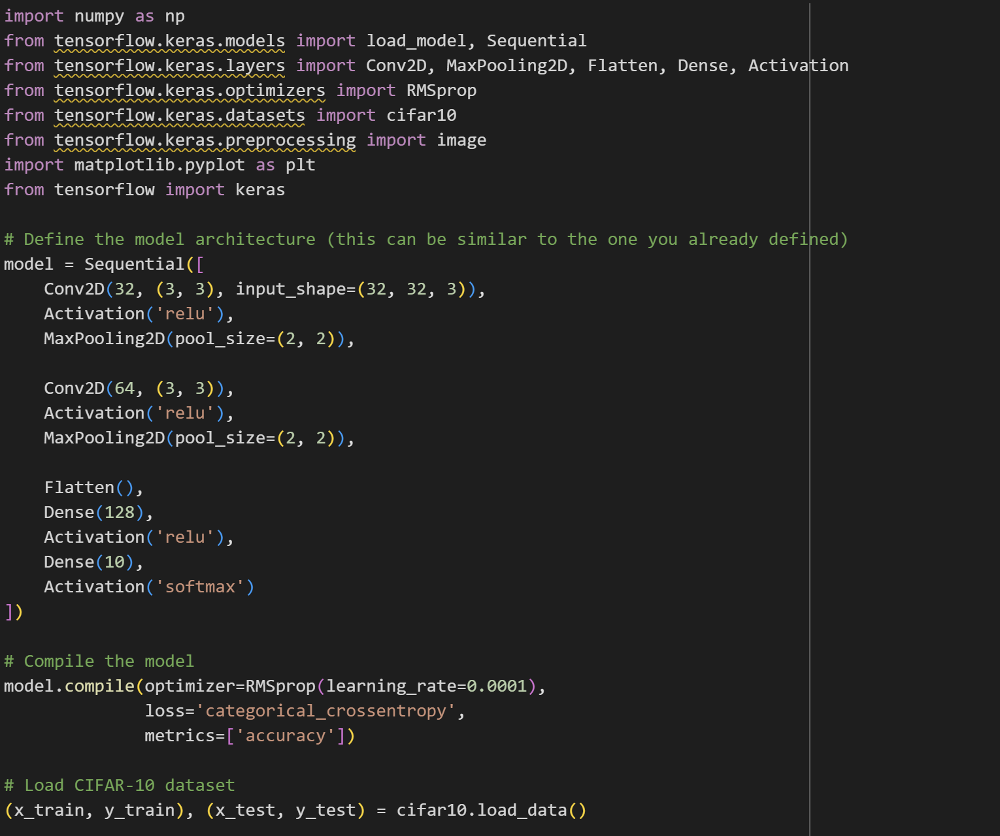 import numpy as np
from tensorflow.keras.models import load_model, Sequential
from tensorflow.keras.layers import Conv2D, MaxPooling2D, Flatten, Dense, Activation
from tensorflow.keras.optimizers import RMSprop
from tensorflow.keras.datasets import cifar10
from tensorflow.keras.preprocessing import image
import matplotlib.pyplot as plt
from tensorflow import keras

# Define the model architecture (this can be similar to the one you already defined)
model = Sequential([
    Conv2D(32, (3, 3), input_shape=(32, 32, 3)),
    Activation('relu'),
    MaxPooling2D(pool_size=(2, 2)),

    Conv2D(64, (3, 3)),
    Activation('relu'),
    MaxPooling2D(pool_size=(2, 2)),

    Flatten(),
    Dense(128),
    Activation('relu'),
    Dense(10),
    Activation('softmax')
])

# Compile the model
model.compile(optimizer=RMSprop(learning_rate=0.0001),
              loss='categorical_crossentropy',
              metrics=['accuracy'])

# Load CIFAR-10 dataset
(x_train, y_train), (x_test, y_test) = cifar10.load_data()